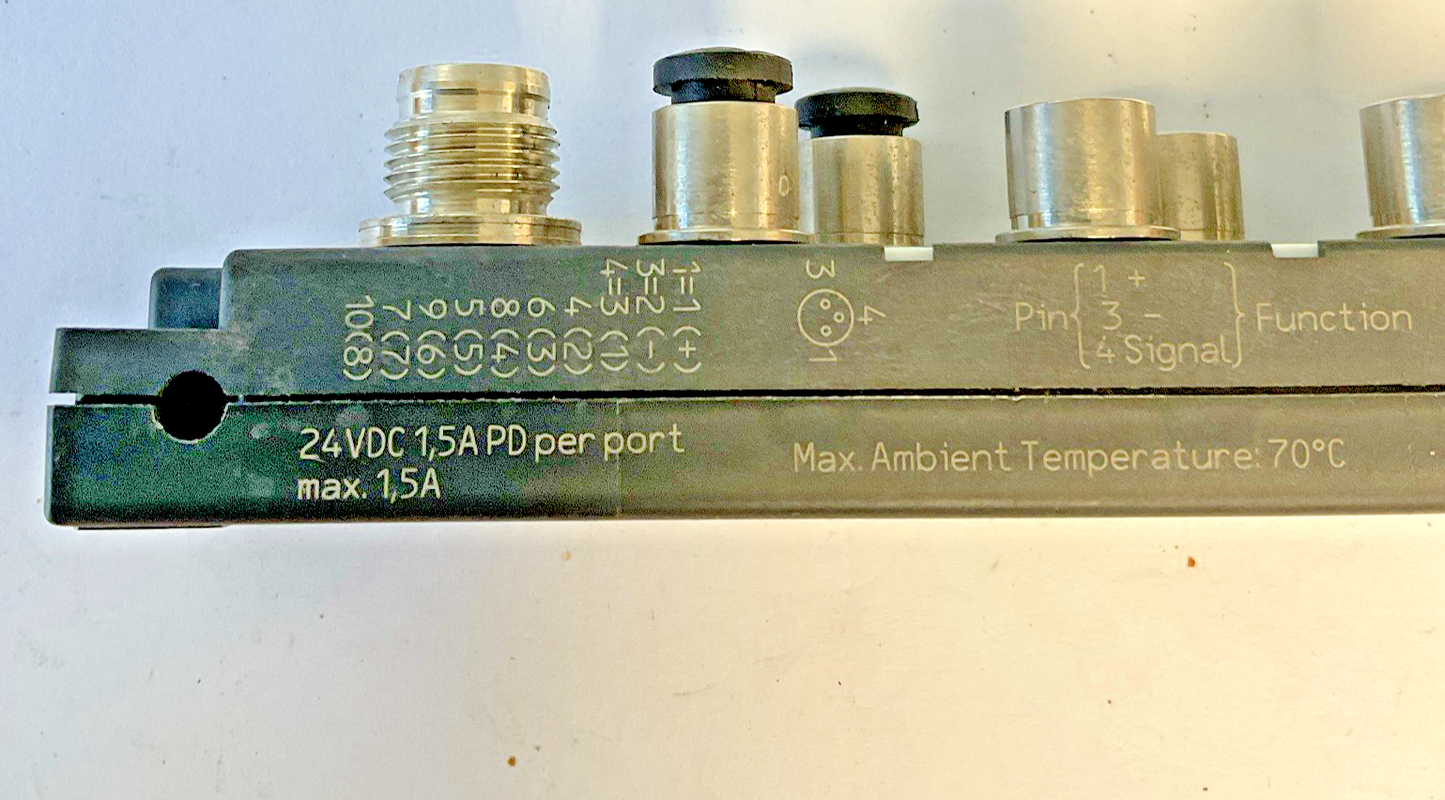 1=1 (+)
3=2 (-)
4=3 (1)
4 (2)
6 (3)
8 (4)
5 (5)
9 (6)
7 (7)
10(8)
3
4
1
Pin { 1 +
3 -
4 Signal } Function
24VDC 1,5A PD per port
max. 1,5A
Max. Ambient Temperature: 70°C